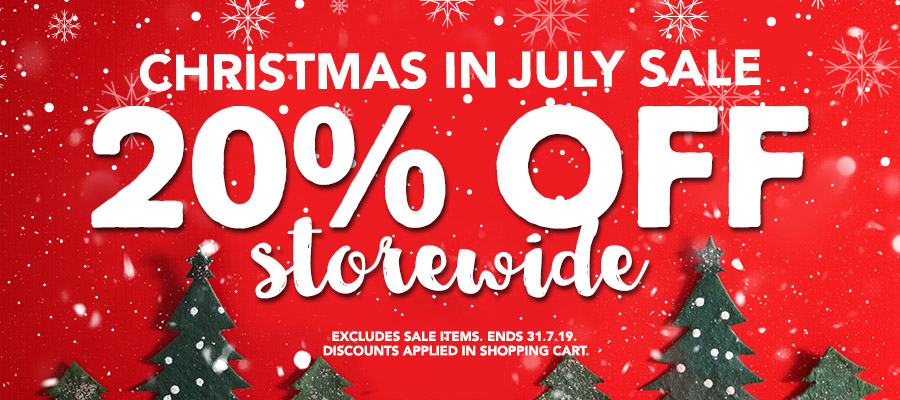 CHRISTMAS IN JULY SALE
20% OFF
storewide
EXCLUDES SALE ITEMS. ENDS 31.7.19.
DISCOUNTS APPLIED IN SHOPPING CART.